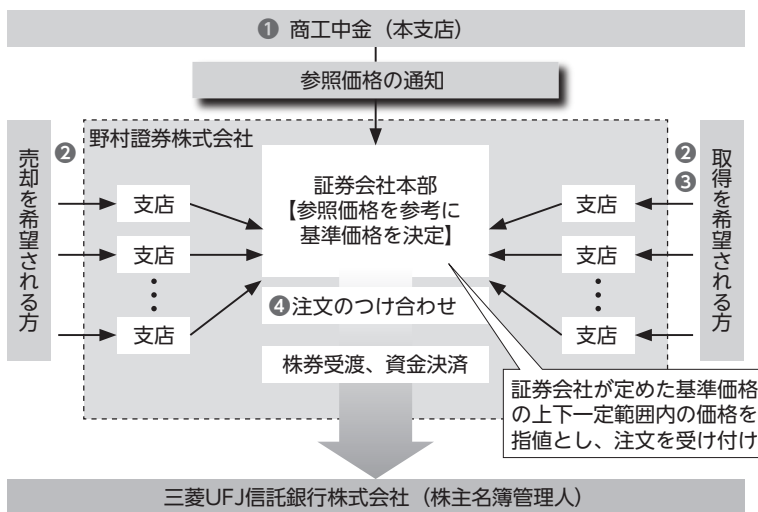 ❶ 商工中金（本支店）
参照価格の通知
野村證券株式会社
売却を希望される方
❷
支店
支店
支店
証券会社本部
【参照価格を参考に
基準価格を決定】
❷
❸
取得を希望される方
支店
支店
支店
❹注文のつけ合わせ
株券受渡、資金決済
証券会社が定めた基準価格
の上下一定範囲内の価格を
指値とし、注文を受け付け
三菱UFJ信託銀行株式会社（株主名簿管理人）